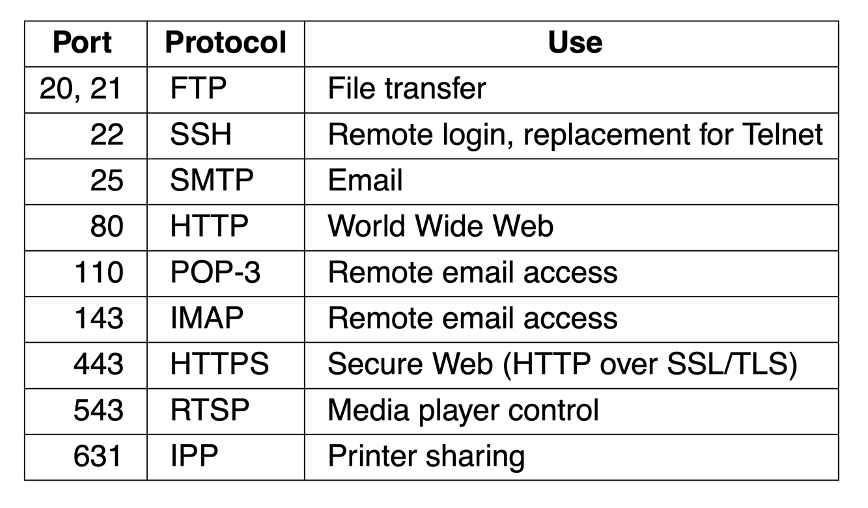 Port Protocol Use
20, 21 FTP File transfer
22 SSH Remote login, replacement for Telnet
25 SMTP Email
80 HTTP World Wide Web
110 POP-3 Remote email access
143 IMAP Remote email access
443 HTTPS Secure Web (HTTP over SSL/TLS)
543 RTSP Media player control
631 IPP Printer sharing